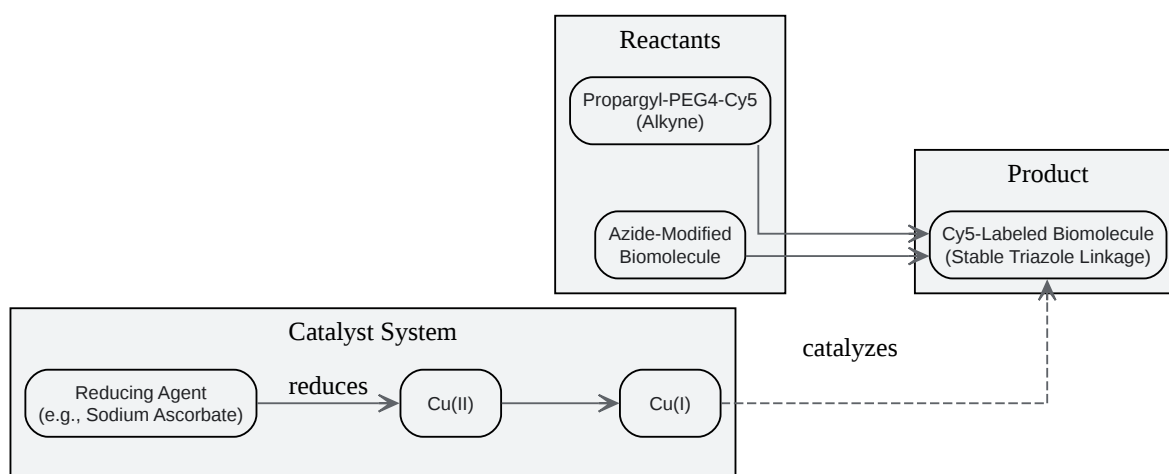 Reactants
Propargyl-PEG4-Cy5
(Alkyne)
Azide-Modified
Biomolecule
Product
Cy5-Labeled Biomolecule
(Stable Triazole Linkage)
Catalyst System
Reducing Agent
(e.g., Sodium Ascorbate)
reduces
Cu(II)
Cu(I)
catalyzes